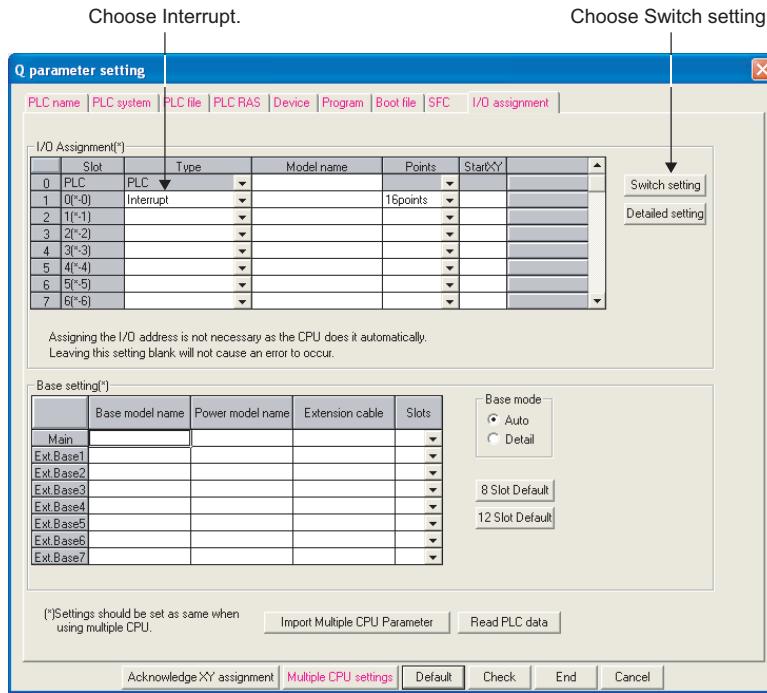 Choose Interrupt.
Choose Switch setting
Q parameter setting
PLC name PLC system PLC file PLC RAS Device Program Boot file SFC I/O assignment
I/O Assignment(*)
Slot Type Model name Points StartXY
0 PLC PLC
1 0(*-0) Interrupt 16points
2 1(*-1)
3 2(*-2)
4 3(*-3)
5 4(*-4)
6 5(*-5)
7 6(*-6)
Switch setting
Detailed setting
Assigning the I/O address is not necessary as the CPU does it automatically.
Leaving this setting blank will not cause an error to occur.
Base setting(*)
Base model name Power model name Extension cable Slots
Main
Ext.Base1
Ext.Base2
Ext.Base3
Ext.Base4
Ext.Base5
Ext.Base6
Ext.Base7
Base mode
Auto
Detail
8 Slot Default
12 Slot Default
(*)Settings should be set as same when
using multiple CPU.
Import Multiple CPU Parameter Read PLC data
Acknowledge XY assignment Multiple CPU settings Default Check End Cancel